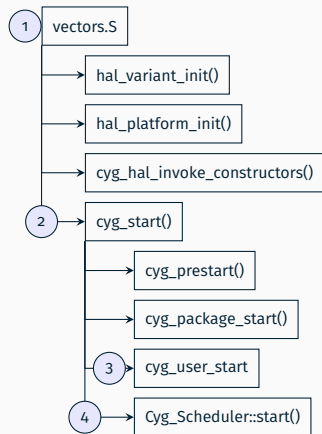 1 vectors.S
hal_variant_init()
hal_platform_init()
cyg_hal_invoke_constructors()
2 cyg_start()
cyg_prestart()
cyg_package_start()
3 cyg_user_start
4 Cyg_Scheduler::start()